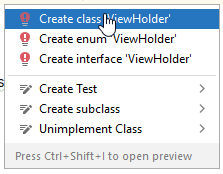 Create class 'ViewHolder'
Create enum 'ViewHolder'
Create interface 'ViewHolder'
Create Test
Create subclass
Unimplement Class
Press Ctrl+Shift+I to open preview